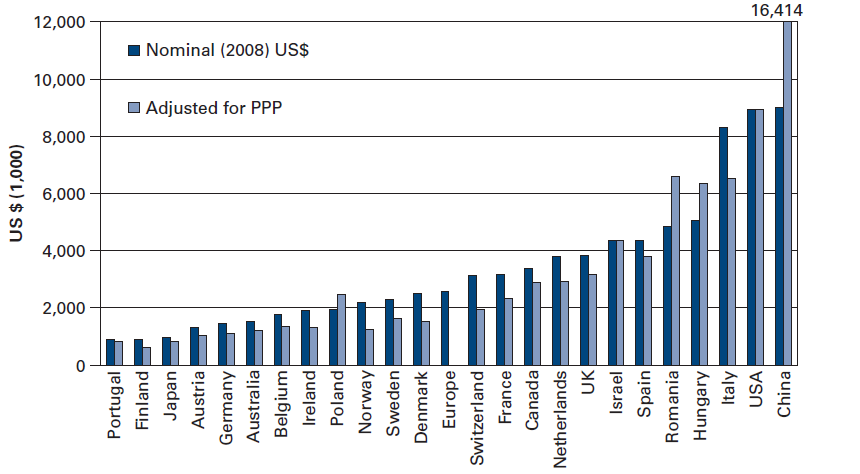 16,414
12,000
10,000
8,000
6,000
4,000
2,000
0
US $ (1,000)
Nominal (2008) US$
Adjusted for PPP
Portugal
Finland
Japan
Austria
Germany
Australia
Belgium
Ireland
Poland
Norway
Sweden
Denmark
Europe
Switzerland
France
Canada
Netherlands
UK
Israel
Spain
Romania
Hungary
Italy
USA
China